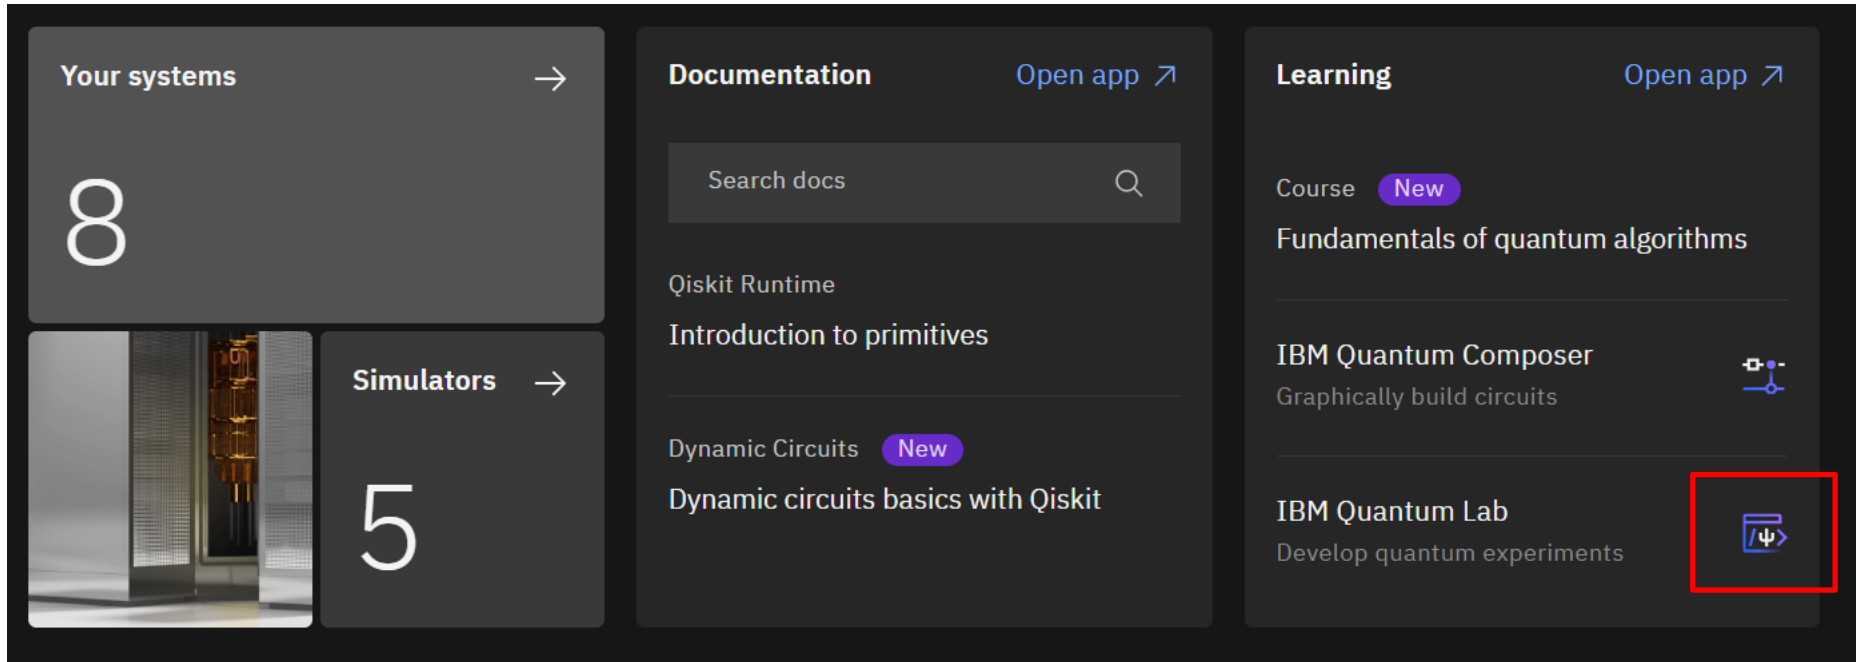 Your systems
8
Simulators
5
Documentation
Open app
Search docs
Qiskit Runtime
Introduction to primitives
Dynamic Circuits New
Dynamic circuits basics with Qiskit
Learning
Open app
Course New
Fundamentals of quantum algorithms
IBM Quantum Composer
Graphically build circuits
IBM Quantum Lab
Develop quantum experiments
/ψ>